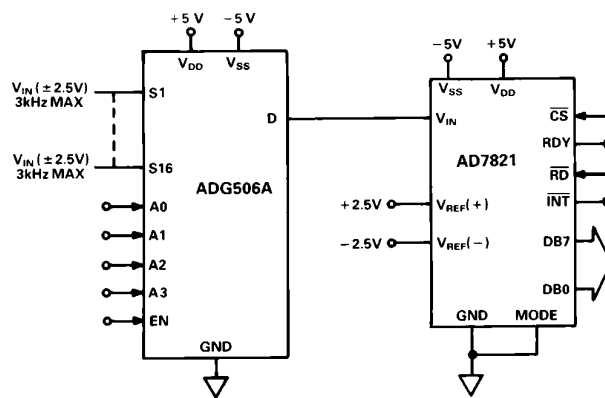 +5V
−5V
VDD
VSS
VIN (±2.5V)
3kHz MAX
S1
D
VIN (±2.5V)
3kHz MAX
S16
ADG506A
A0
A1
A2
A3
EN
GND
−5V
+5V
VSS
VDD
VIN
CS
RDY
AD7821
RD
+2.5V
VREF(+)
INT
−2.5V
VREF(−)
DB7
DB0
GND
MODE